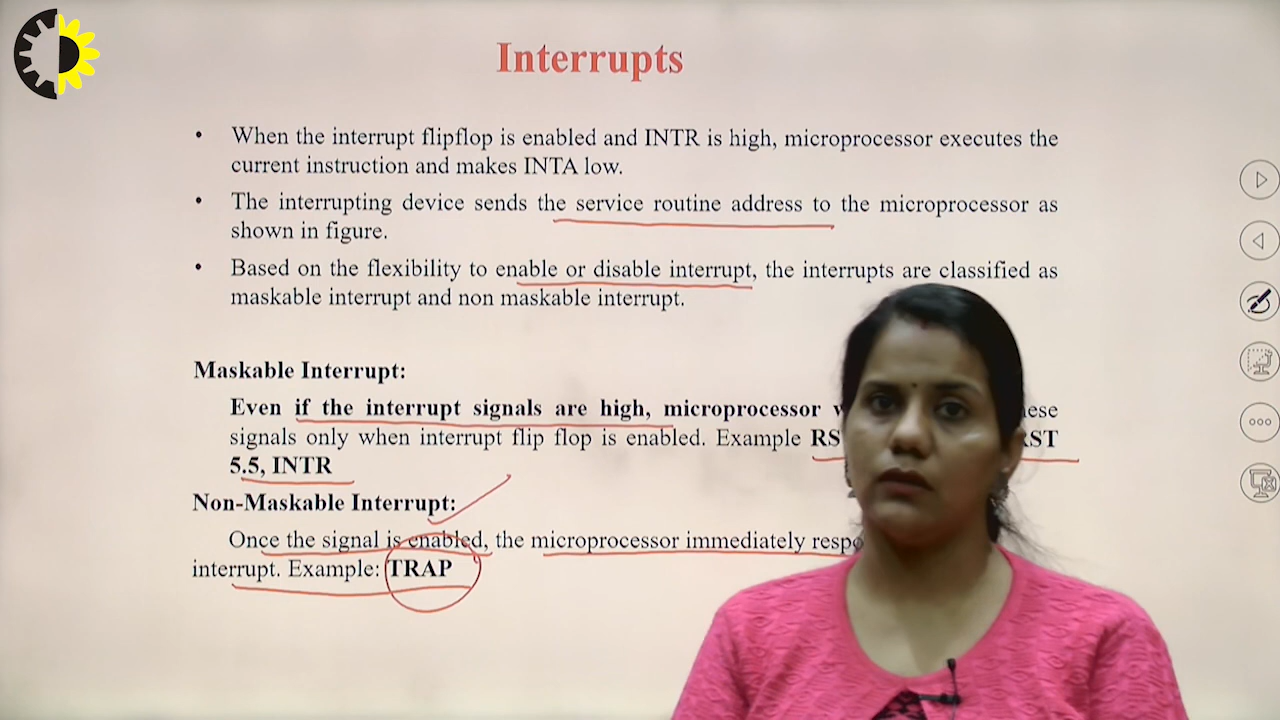 Interrupts
• When the interrupt flipflop is enabled and INTR is high, microprocessor executes the
current instruction and makes INTA low.
• The interrupting device sends the service routine address to the microprocessor as
shown in figure.
• Based on the flexibility to enable or disable interrupt, the interrupts are classified as
maskable interrupt and non maskable interrupt.
Maskable Interrupt:
Even if the interrupt signals are high, microprocessor
signals only when interrupt flip flop is enabled. Example
5.5, INTR
Non-Maskable Interrupt:
Once the signal is enabled, the microprocessor immediately
interrupt. Example: TRAP